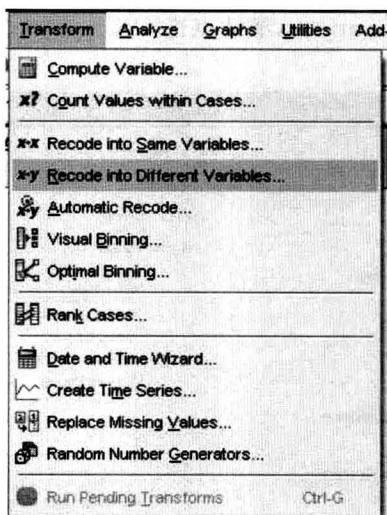 Transform Analyze Graphs Utilities Add-
Compute Variable...
x? Count Values within Cases...
x-x Recode into Same Variables...
x-y Recode into Different Variables...
x-y Automatic Recode...
Visual Binning...
Optimal Binning...
Rank Cases...
Date and Time Wizard...
Create Time Series...
Replace Missing Values...
Random Number Generators...
Run Pending Transforms Ctrl-G